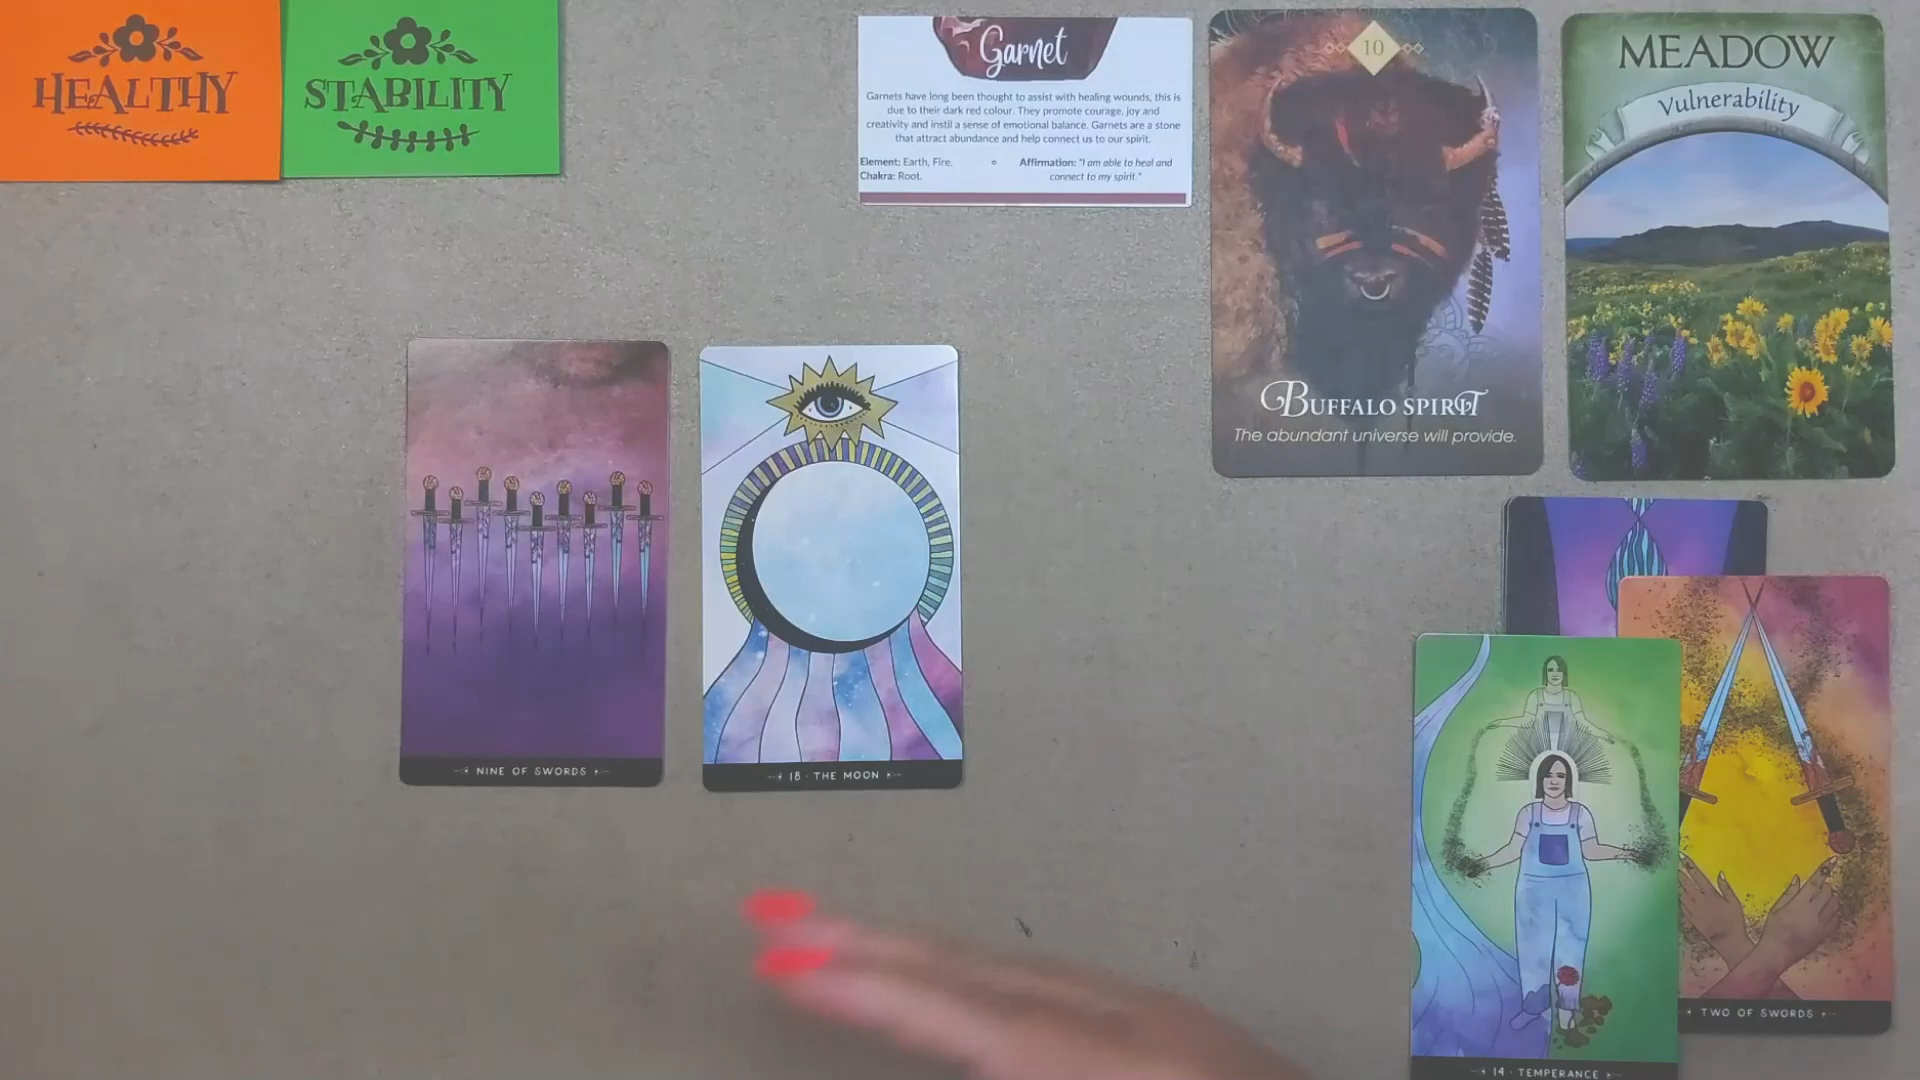 HEALTHY
STABILITY
Garnet
Garnets have long been thought to assist with healing wounds, this is
due to their dark red colour. They promote courage, joy and
creativity and instil a sense of emotional balance. Garnets are a stone
that attract abundance and help connect us to our spirit.
Element: Earth, Fire.
Chakra: Root.
Affirmation: "I am able to heal and
connect to my spirit."
10
BUFFALO SPIRIT
The abundant universe will provide.
MEADOW
Vulnerability
NINE OF SWORDS
18 · THE MOON
TWO OF SWORDS
14 · TEMPERANCE